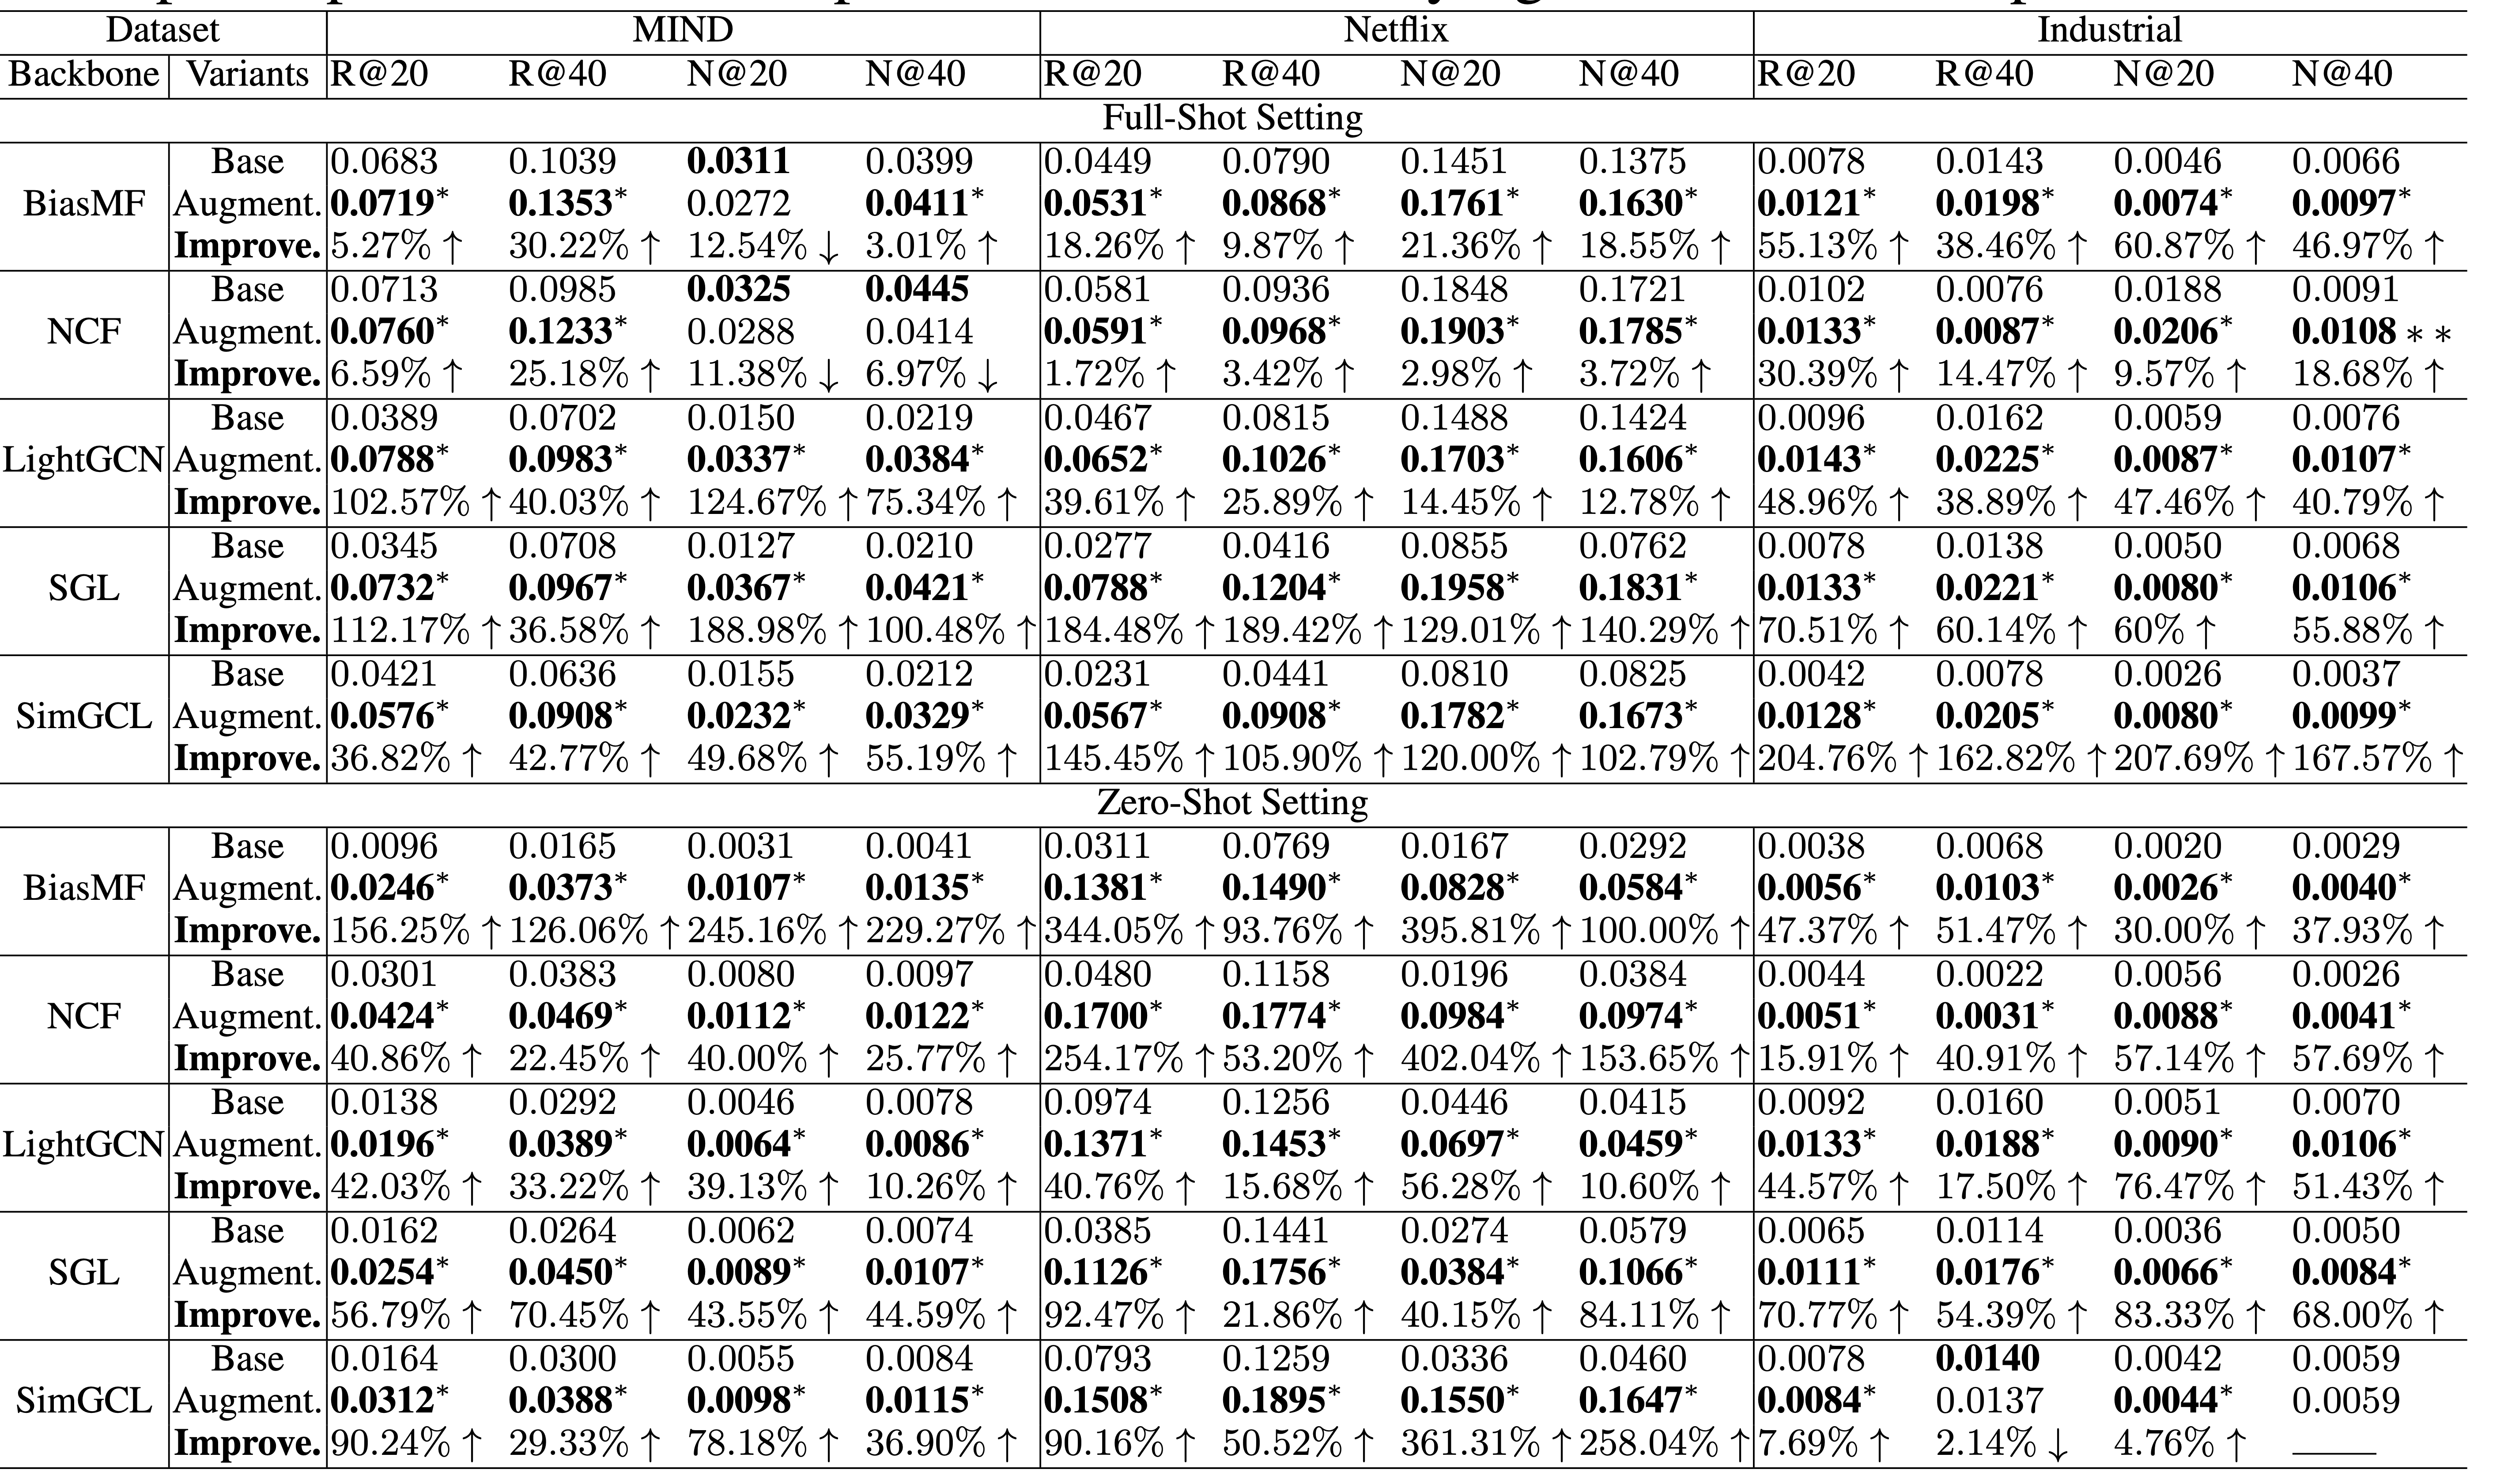 Dataset MIND Netflix Industrial
Backbone Variants R@20 R@40 N@20 N@40 R@20 R@40 N@20 N@40 R@20 R@40 N@20 N@40
Full-Shot Setting
Base 0.0683 0.1039 0.0311 0.0399 0.0449 0.0790 0.1451 0.1375 0.0078 0.0143 0.0046 0.0066
BiasMF Augment. 0.0719* 0.1353* 0.0272 0.0411* 0.0531* 0.0868* 0.1761* 0.1630* 0.0121* 0.0198* 0.0074* 0.0097*
Improve. 5.27% ↑ 30.22% ↑ 12.54% ↓ 3.01% ↑ 18.26% ↑ 9.87% ↑ 21.36% ↑ 18.55% ↑ 55.13% ↑ 38.46% ↑ 60.87% ↑ 46.97% ↑
Base 0.0713 0.0985 0.0325 0.0445 0.0581 0.0936 0.1848 0.1721 0.0102 0.0076 0.0188 0.0091
NCF Augment. 0.0760* 0.1233* 0.0288 0.0414 0.0591* 0.0968* 0.1903* 0.1785* 0.0133* 0.0087* 0.0206* 0.0108 ∗ ∗
Improve. 6.59% ↑ 25.18% ↑ 11.38% ↓ 6.97% ↓ 1.72% ↑ 3.42% ↑ 2.98% ↑ 3.72% ↑ 30.39% ↑ 14.47% ↑ 9.57% ↑ 18.68% ↑
Base 0.0389 0.0702 0.0150 0.0219 0.0467 0.0815 0.1488 0.1424 0.0096 0.0162 0.0059 0.0076
LightGCN Augment. 0.0788* 0.0983* 0.0337* 0.0384* 0.0652* 0.1026* 0.1703* 0.1606* 0.0143* 0.0225* 0.0087* 0.0107*
Improve. 102.57% ↑ 40.03% ↑ 124.67% ↑ 75.34% ↑ 39.61% ↑ 25.89% ↑ 14.45% ↑ 12.78% ↑ 48.96% ↑ 38.89% ↑ 47.46% ↑ 40.79% ↑
Base 0.0345 0.0708 0.0127 0.0210 0.0277 0.0416 0.0855 0.0762 0.0078 0.0138 0.0050 0.0068
SGL Augment. 0.0732* 0.0967* 0.0367* 0.0421* 0.0788* 0.1204* 0.1958* 0.1831* 0.0133* 0.0221* 0.0080* 0.0106*
Improve. 112.17% ↑ 36.58% ↑ 188.98% ↑ 100.48% ↑ 184.48% ↑ 189.42% ↑ 129.01% ↑ 140.29% ↑ 70.51% ↑ 60.14% ↑ 60% ↑ 55.88% ↑
Base 0.0421 0.0636 0.0155 0.0212 0.0231 0.0441 0.0810 0.0825 0.0042 0.0078 0.0026 0.0037
SimGCL Augment. 0.0576* 0.0908* 0.0232* 0.0329* 0.0567* 0.0908* 0.1782* 0.1673* 0.0128* 0.0205* 0.0080* 0.0099*
Improve. 36.82% ↑ 42.77% ↑ 49.68% ↑ 55.19% ↑ 145.45% ↑ 105.90% ↑ 120.00% ↑ 102.79% ↑ 204.76% ↑ 162.82% ↑ 207.69% ↑ 167.57% ↑
Zero-Shot Setting
Base 0.0096 0.0165 0.0031 0.0041 0.0311 0.0769 0.0167 0.0292 0.0038 0.0068 0.0020 0.0029
BiasMF Augment. 0.0246* 0.0373* 0.0107* 0.0135* 0.1381* 0.1490* 0.0828* 0.0584* 0.0056* 0.0103* 0.0026* 0.0040*
Improve. 156.25% ↑ 126.06% ↑ 245.16% ↑ 229.27% ↑ 344.05% ↑ 93.76% ↑ 395.81% ↑ 100.00% ↑ 47.37% ↑ 51.47% ↑ 30.00% ↑ 37.93% ↑
Base 0.0301 0.0383 0.0080 0.0097 0.0480 0.1158 0.0196 0.0384 0.0044 0.0022 0.0056 0.0026
NCF Augment. 0.0424* 0.0469* 0.0112* 0.0122* 0.1700* 0.1774* 0.0984* 0.0974* 0.0051* 0.0031* 0.0088* 0.0041*
Improve. 40.86% ↑ 22.45% ↑ 40.00% ↑ 25.77% ↑ 254.17% ↑ 53.20% ↑ 402.04% ↑ 153.65% ↑ 15.91% ↑ 40.91% ↑ 57.14% ↑ 57.69% ↑
Base 0.0138 0.0292 0.0046 0.0078 0.0974 0.1256 0.0446 0.0415 0.0092 0.0160 0.0051 0.0070
LightGCN Augment. 0.0196* 0.0389* 0.0064* 0.0086* 0.1371* 0.1453* 0.0697* 0.0459* 0.0133* 0.0188* 0.0090* 0.0106*
Improve. 42.03% ↑ 33.22% ↑ 39.13% ↑ 10.26% ↑ 40.76% ↑ 15.68% ↑ 56.28% ↑ 10.60% ↑ 44.57% ↑ 17.50% ↑ 76.47% ↑ 51.43% ↑
Base 0.0162 0.0264 0.0062 0.0074 0.0385 0.1441 0.0274 0.0579 0.0065 0.0114 0.0036 0.0050
SGL Augment. 0.0254* 0.0450* 0.0089* 0.0107* 0.1126* 0.1756* 0.0384* 0.1066* 0.0111* 0.0176* 0.0066* 0.0084*
Improve. 56.79% ↑ 70.45% ↑ 43.55% ↑ 44.59% ↑ 92.47% ↑ 21.86% ↑ 40.15% ↑ 84.11% ↑ 70.77% ↑ 54.39% ↑ 83.33% ↑ 68.00% ↑
Base 0.0164 0.0300 0.0055 0.0084 0.0793 0.1259 0.0336 0.0460 0.0078 0.0140 0.0042 0.0059
SimGCL Augment. 0.0312* 0.0388* 0.0098* 0.0115* 0.1508* 0.1895* 0.1550* 0.1647* 0.0084* 0.0137 0.0044* 0.0059
Improve. 90.24% ↑ 29.33% ↑ 78.18% ↑ 36.90% ↑ 90.16% ↑ 50.52% ↑ 361.31% ↑ 258.04% ↑ 7.69% ↑ 2.14% ↓ 4.76% ↑ ——